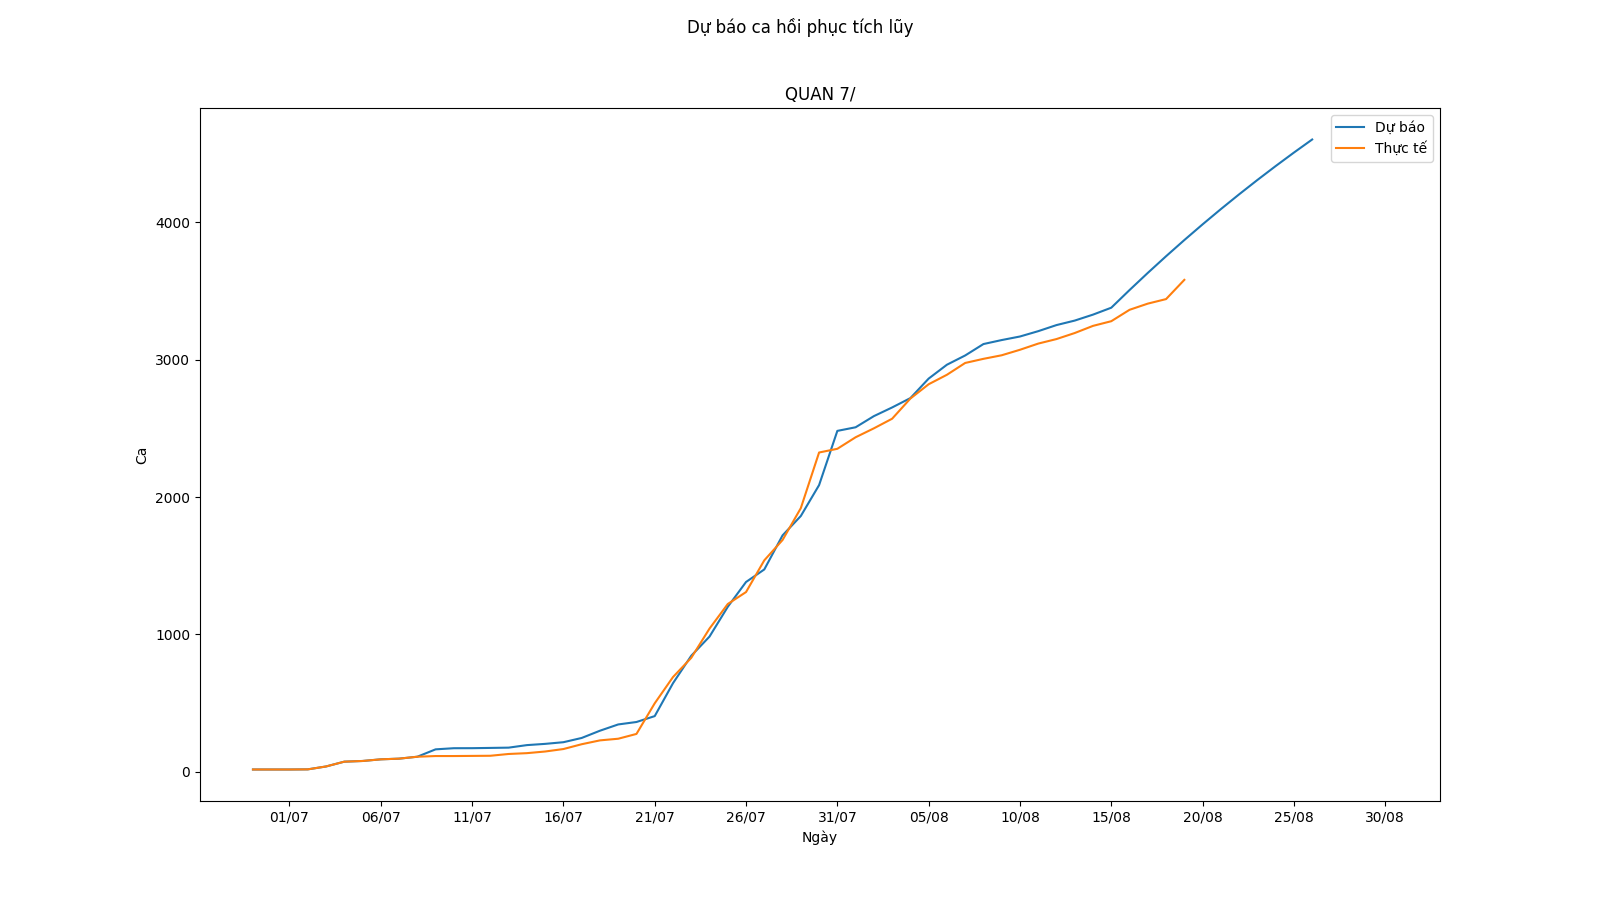 Dự báo ca hồi phục tích lũy
QUAN 7/
Dự báo
Thực tế
4000
3000
2000
1000
0
Ca
01/07 06/07 11/07 16/07 21/07 26/07 31/07 05/08 10/08 15/08 20/08 25/08 30/08
Ngày